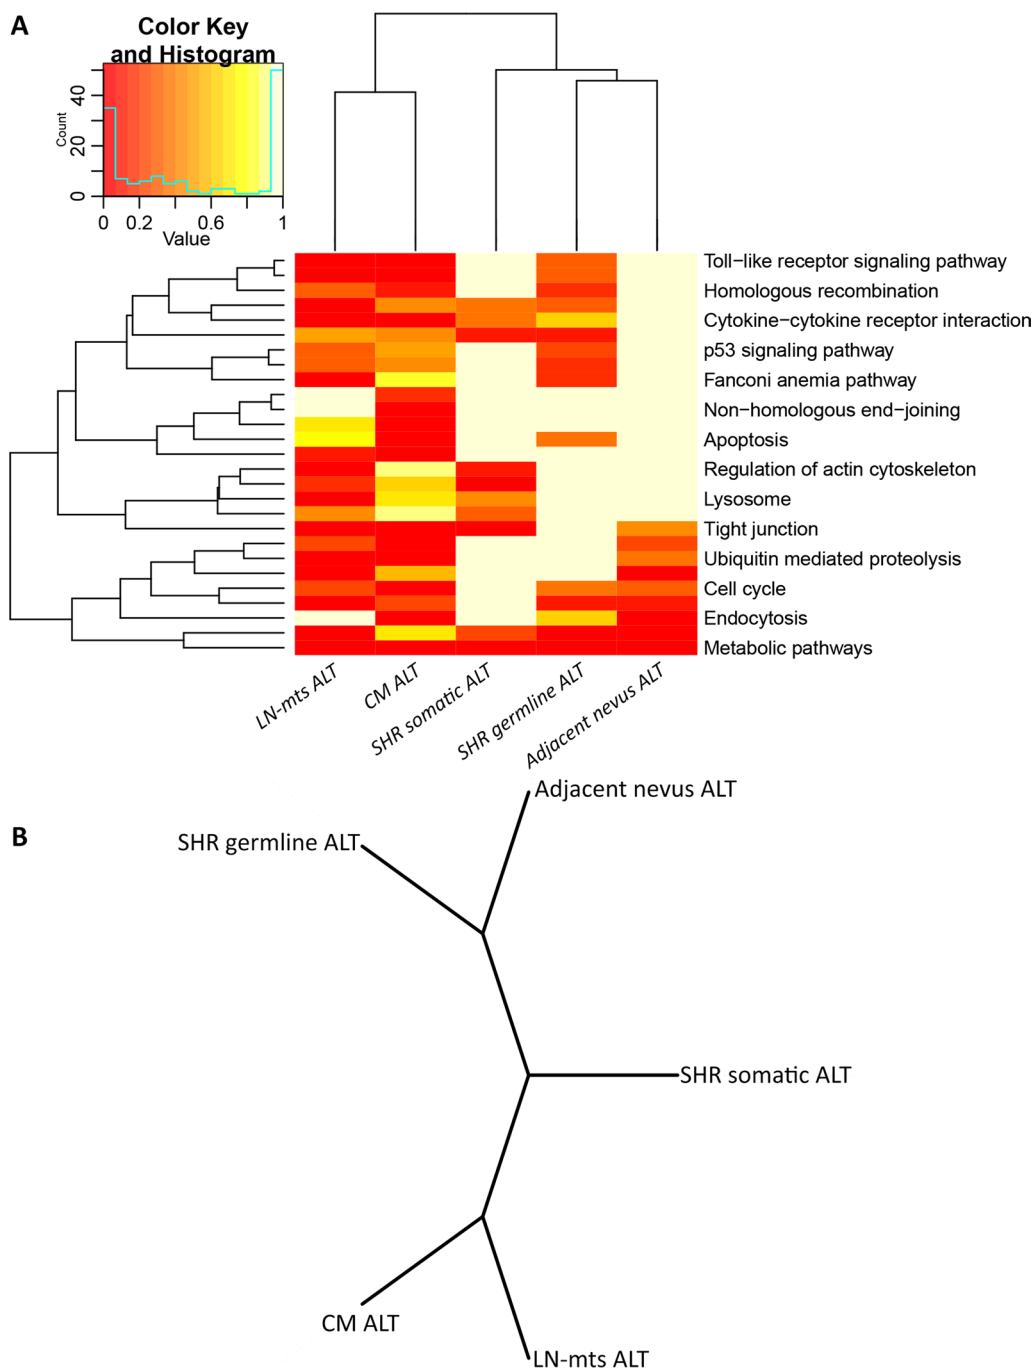 A
Color Key
and Histogram
Count
0 20 40
0 0.2 0.6 1
Value
Toll−like receptor signaling pathway
Homologous recombination
Cytokine−cytokine receptor interaction
p53 signaling pathway
Fanconi anemia pathway
Non−homologous end−joining
Apoptosis
Regulation of actin cytoskeleton
Lysosome
Tight junction
Ubiquitin mediated proteolysis
Cell cycle
Endocytosis
Metabolic pathways
LN-mts ALT
CM ALT
SHR somatic ALT
SHR germline ALT
Adjacent nevus ALT
B
Adjacent nevus ALT
SHR germline ALT
SHR somatic ALT
CM ALT
LN-mts ALT